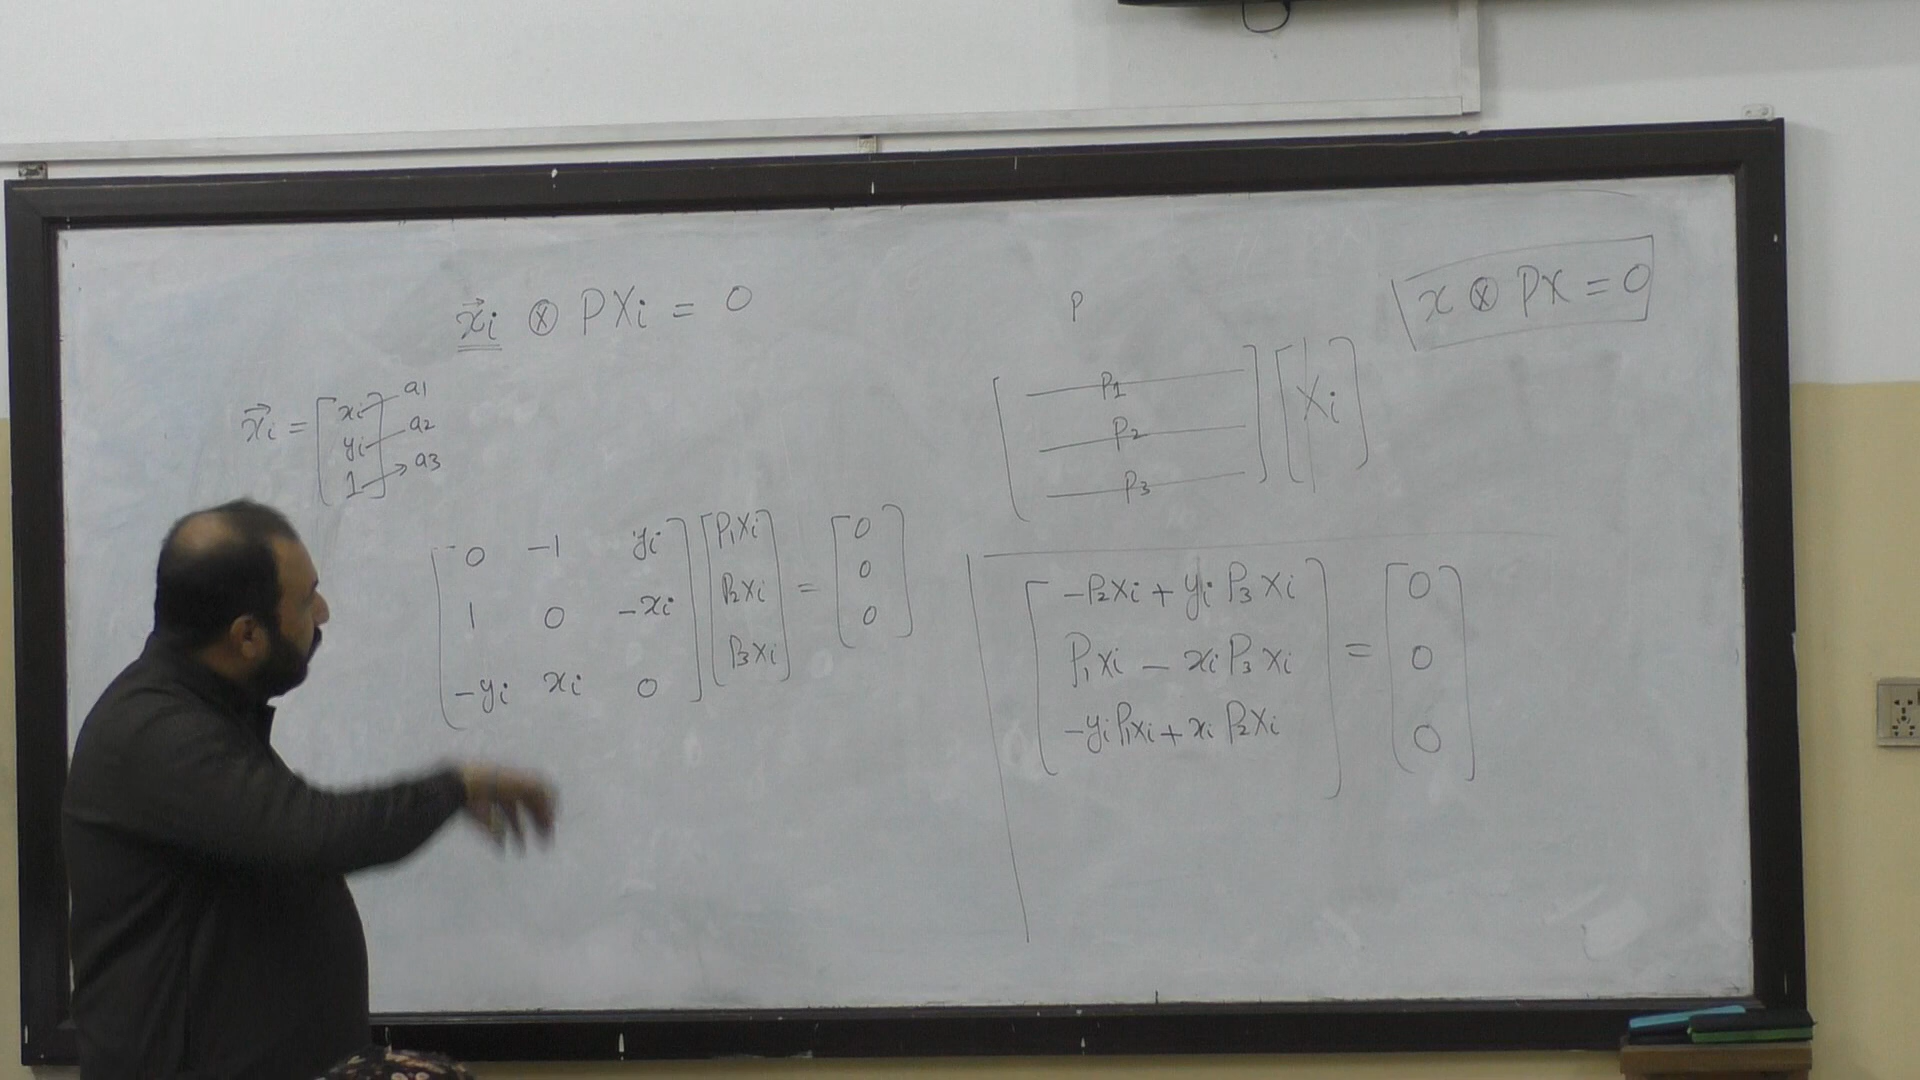 x⃗i ⊗ PXi = 0
P
x ⊗ PX = 0
x⃗i = [ xi yi 1 ] a1 a2 → a3
[ P1 P2 P3 ] [ Xi ]
[ 0 -1 yi ] [ P1Xi ] = [ 0 ]
[ 1 0 -xi ] [ P2Xi ] [ 0 ]
[ -yi xi 0 ] [ P3Xi ] [ 0 ]
[ -P2Xi + yi P3 Xi ] = [ 0 ]
[ P1Xi - xi P3 Xi ] [ 0 ]
[ -yi P1Xi + xi P2Xi ] [ 0 ]